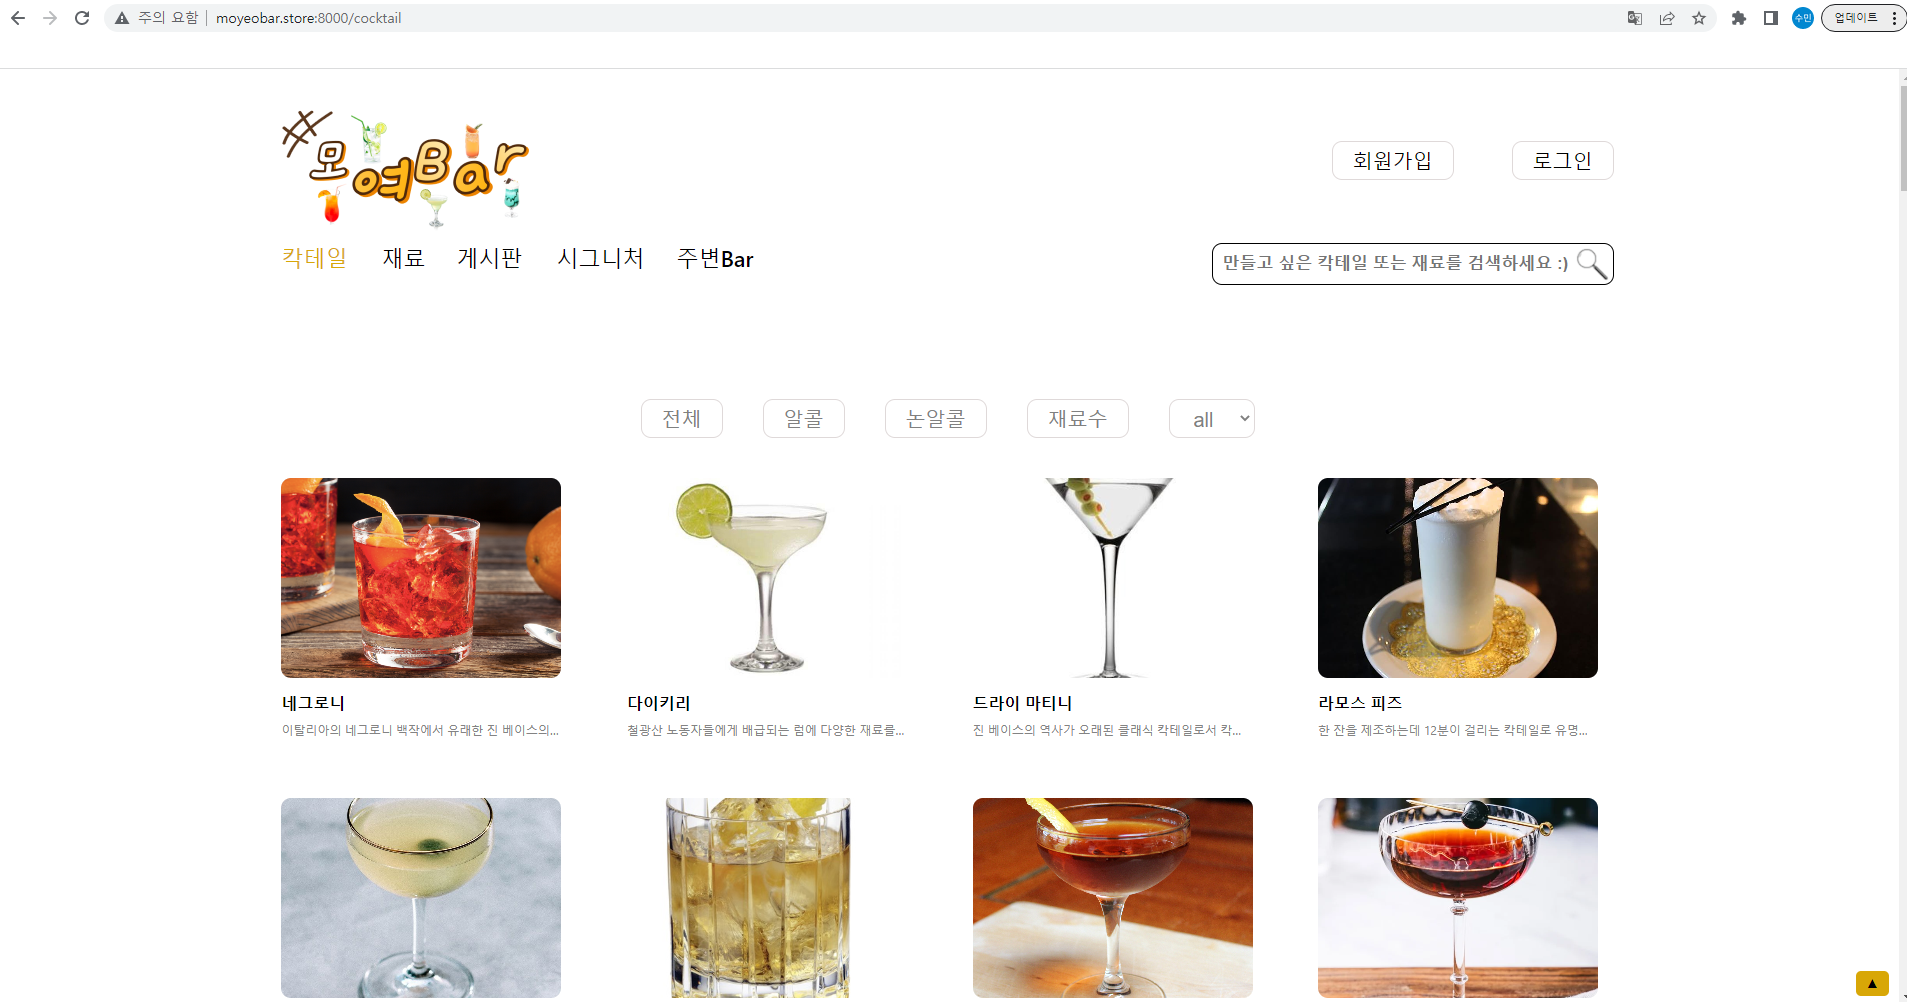 주의 요함 moyeobar.store:8000/cocktail 수민 업데이트
#모여Bar
회원가입 로그인
칵테일 재료 게시판 시그니처 주변Bar 만들고 싶은 칵테일 또는 재료를 검색하세요 :)
전체 알콜 논알콜 재료수 all
네그로니 다이키리 드라이 마티니 라모스 피즈
이탈리아의 네그로니 백작에서 유래한 진 베이스의... 철광산 노동자들에게 배급되는 럼에 다양한 재료를... 진 베이스의 역사가 오래된 클래식 칵테일로서 칵... 한 잔을 제조하는데 12분이 걸리는 칵테일로 유명...
▲